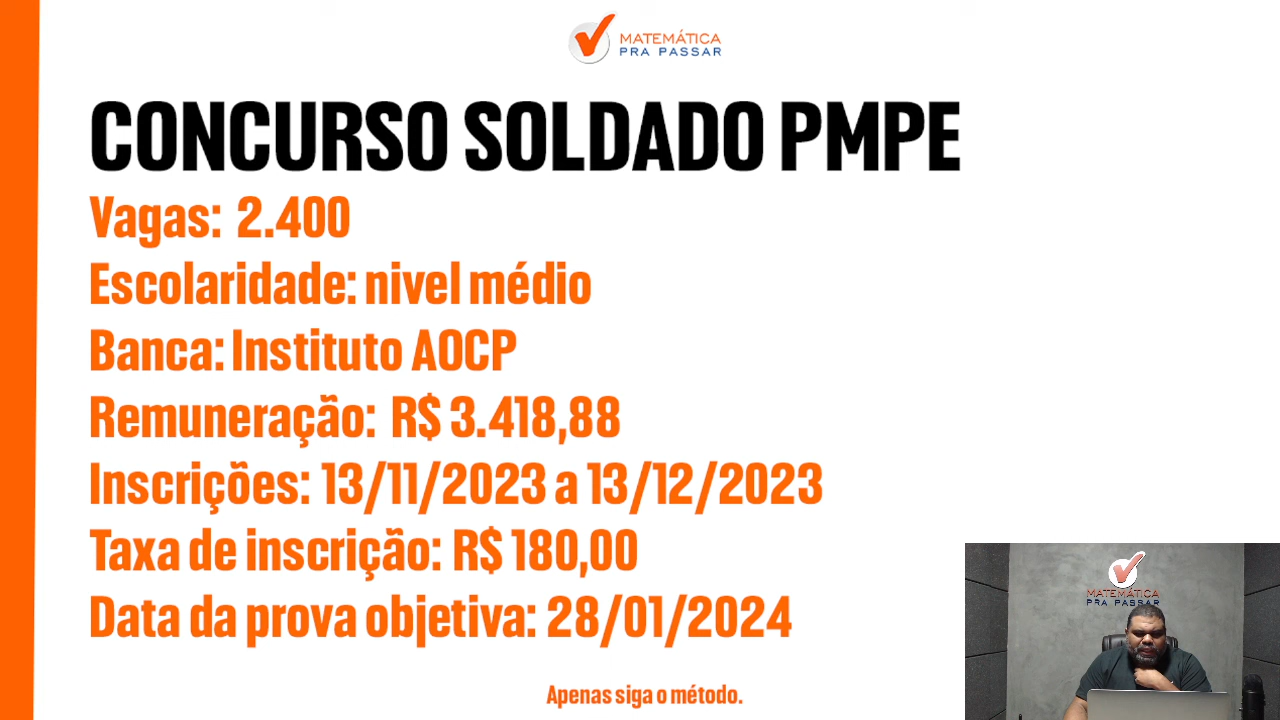 MATEMÁTICA
PRA PASSAR
CONCURSO SOLDADO PMPE
Vagas: 2.400
Escolaridade: nivel médio
Banca: Instituto AOCP
Remuneração: R$ 3.418,88
Inscrições: 13/11/2023 a 13/12/2023
Taxa de inscrição: R$ 180,00
Data da prova objetiva: 28/01/2024
MATEMÁTICA
PRA PASSAR
Apenas siga o método.